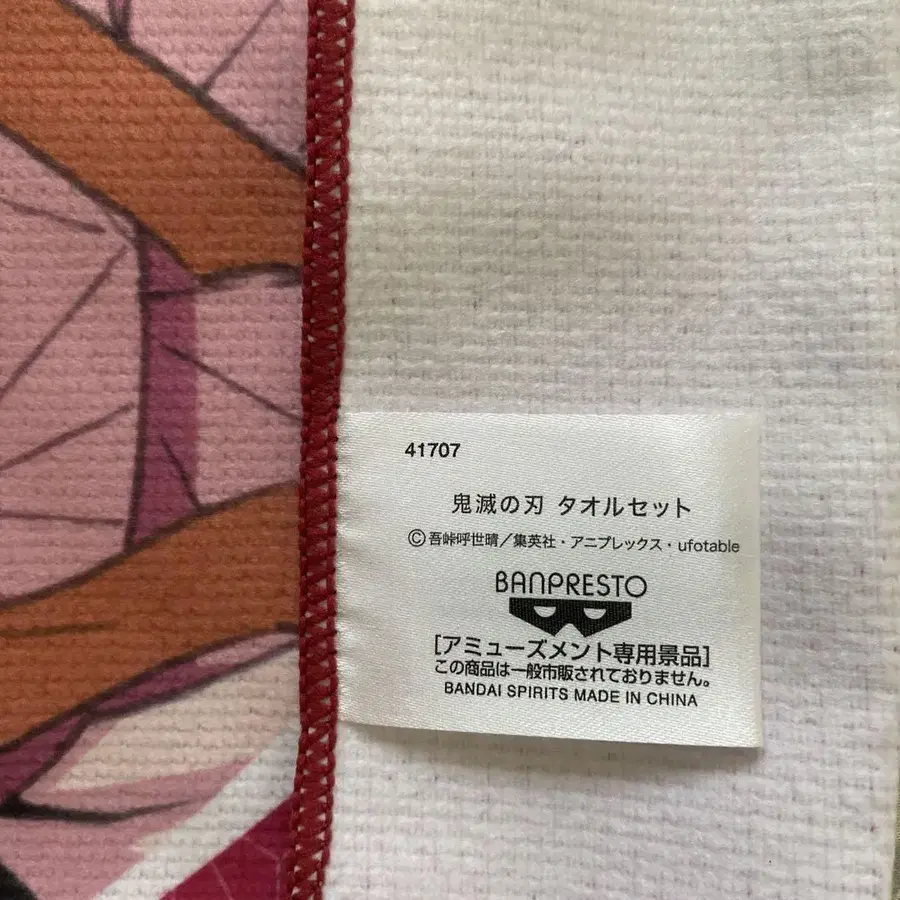 41707
鬼滅の刃 タオルセット
©吾峠呼世晴／集英社・アニプレックス・ufotable
BANPRESTO
[アミューズメント専用景品]
この商品は一般市販されておりません。
BANDAI SPIRITS MADE IN CHINA